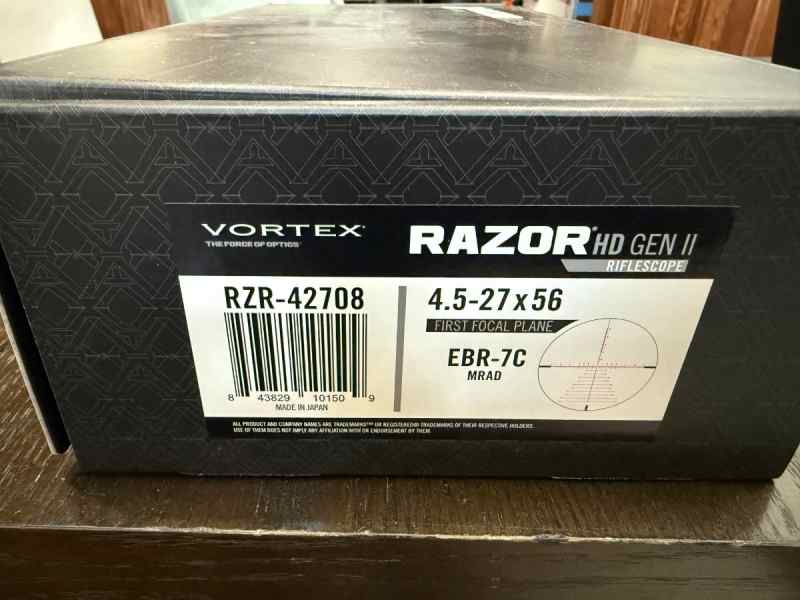 VORTEX
THE FORCE OF OPTICS
RAZOR HD GEN II
RIFLESCOPE
RZR-42708
8 43829 10150 9
MADE IN JAPAN
4.5-27x56
FIRST FOCAL PLANE
EBR-7C
MRAD
ALL PRODUCT AND COMPANY NAMES ARE TRADEMARKS™ OR REGISTERED® TRADEMARKS OF THEIR RESPECTIVE HOLDERS.
USE OF THEM DOES NOT IMPLY ANY AFFILIATION WITH OR ENDORSEMENT BY THEM.